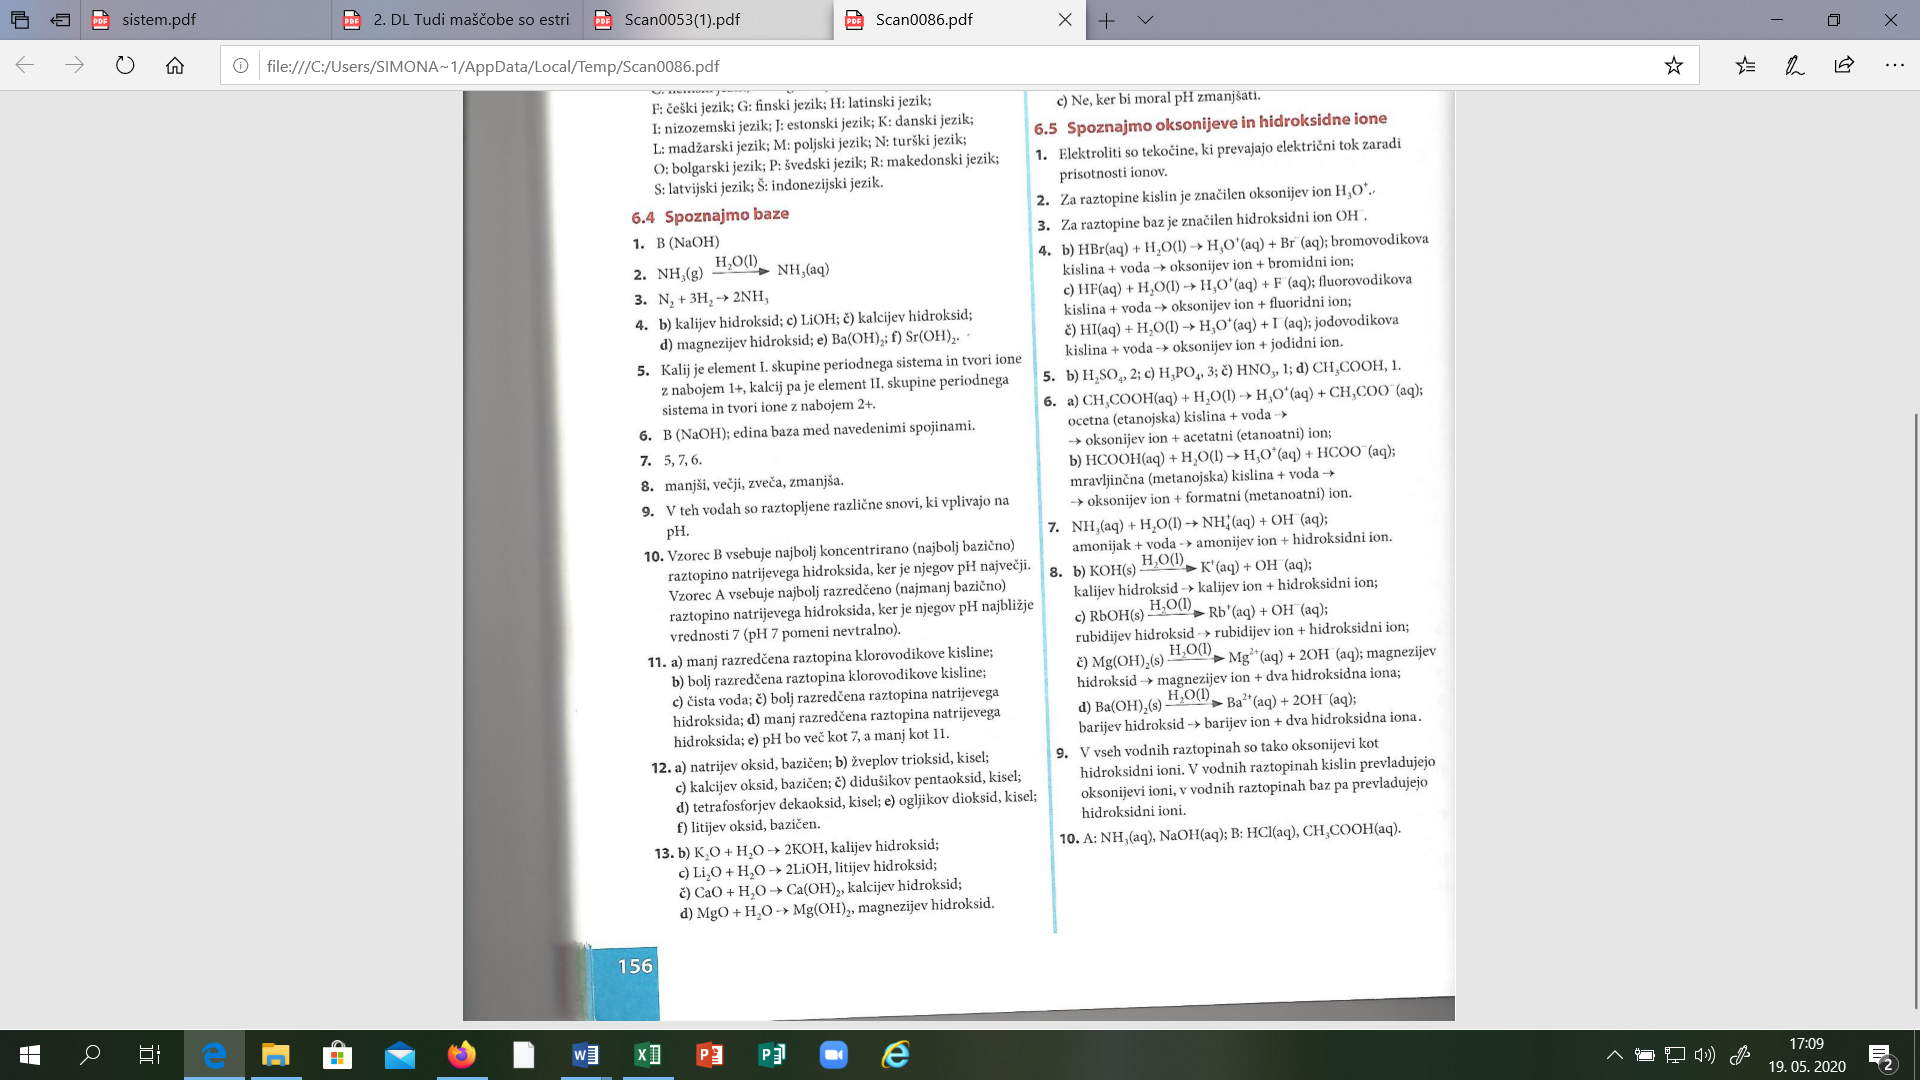 sistem.pdf
2. DL Tudi maščobe so estri
Scan0053(1).pdf
Scan0086.pdf
file:///C:/Users/SIMONA~1/AppData/Local/Temp/Scan0086.pdf
F: češki jezik; G: finski jezik; H: latinski jezik;
I: nizozemski jezik; J: estonski jezik; K: danski jezik;
L: madžarski jezik; M: poljski jezik; N: turški jezik;
O: bolgarski jezik; P: švedski jezik; R: makedonski jezik;
S: latvijski jezik; Š: indonezijski jezik.
6.4 Spoznajmo baze
1. B (NaOH)
2. NH₃(g) H₂O(l)→ NH₃(aq)
3. N₂ + 3H₂ → 2NH₃
4. b) kalijev hidroksid; c) LiOH; č) kalcijev hidroksid;
d) magnezijev hidroksid; e) Ba(OH)₂; f) Sr(OH)₂.
5. Kalij je element I. skupine periodnega sistema in tvori ione
z nabojem 1+, kalcij pa je element II. skupine periodnega
sistema in tvori ione z nabojem 2+.
6. B (NaOH); edina baza med navedenimi spojinami.
7. 5, 7, 6.
8. manjši, večji, zveča, zmanjša.
9. V teh vodah so raztopljene različne snovi, ki vplivajo na
pH.
10. Vzorec B vsebuje najbolj koncentrirano (najbolj bazično)
raztopino natrijevega hidroksida, ker je njegov pH največji.
Vzorec A vsebuje najbolj razredčeno (najmanj bazično)
raztopino natrijevega hidroksida, ker je njegov pH najbližje
vrednosti 7 (pH 7 pomeni nevtralno).
11. a) manj razredčena raztopina klorovodikove kisline;
b) bolj razredčena raztopina klorovodikove kisline;
c) čista voda; č) bolj razredčena raztopina natrijevega
hidroksida; d) manj razredčena raztopina natrijevega
hidroksida; e) pH bo več kot 7, a manj kot 11.
12. a) natrijev oksid, bazičen; b) žveplov trioksid, kisel;
c) kalcijev oksid, bazičen; č) didušikov pentaoksid, kisel;
d) tetrafosforjev dekaoksid, kisel; e) ogljikov dioksid, kisel;
f) litijev oksid, bazičen.
13. b) K₂O + H₂O → 2KOH, kalijev hidroksid;
c) Li₂O + H₂O → 2LiOH, litijev hidroksid;
č) CaO + H₂O → Ca(OH)₂, kalcijev hidroksid;
d) MgO + H₂O → Mg(OH)₂, magnezijev hidroksid.
156
c) Ne, ker bi moral pH zmanjšati.
6.5 Spoznajmo oksonijeve in hidroksidne ione
1. Elektroliti so tekočine, ki prevajajo električni tok zaradi
prisotnosti ionov.
2. Za raztopine kislin je značilen oksonijev ion H₃O⁺.
3. Za raztopine baz je značilen hidroksidni ion OH⁻.
4. b) HBr(aq) + H₂O(l) → H₃O⁺(aq) + Br⁻(aq); bromovodikova
kislina + voda → oksonijev ion + bromidni ion;
c) HF(aq) + H₂O(l) → H₃O⁺(aq) + F⁻(aq); fluorovodikova
kislina + voda → oksonijev ion + fluoridni ion;
č) HI(aq) + H₂O(l) → H₃O⁺(aq) + I⁻(aq); jodovodikova
kislina + voda → oksonijev ion + jodidni ion.
5. b) H₂SO₄, 2; c) H₃PO₄, 3; č) HNO₃, 1; d) CH₃COOH, 1.
6. a) CH₃COOH(aq) + H₂O(l) → H₃O⁺(aq) + CH₃COO⁻(aq);
ocetna (etanojska) kislina + voda →
→ oksonijev ion + acetatni (etanoatni) ion;
b) HCOOH(aq) + H₂O(l) → H₃O⁺(aq) + HCOO⁻(aq);
mravljinčna (metanojska) kislina + voda →
→ oksonijev ion + formatni (metanoatni) ion.
7. NH₃(aq) + H₂O(l) → NH₄⁺(aq) + OH⁻(aq);
amonijak + voda → amonijev ion + hidroksidni ion.
8. b) KOH(s) H₂O(l)→ K⁺(aq) + OH⁻(aq);
kalijev hidroksid → kalijev ion + hidroksidni ion;
c) RbOH(s) H₂O(l)→ Rb⁺(aq) + OH⁻(aq);
rubidijev hidroksid → rubidijev ion + hidroksidni ion;
č) Mg(OH)₂(s) H₂O(l)→ Mg²⁺(aq) + 2OH⁻(aq); magnezijev
hidroksid → magnezijev ion + dva hidroksidna iona;
d) Ba(OH)₂(s) H₂O(l)→ Ba²⁺(aq) + 2OH⁻(aq);
barijev hidroksid → barijev ion + dva hidroksidna iona.
9. V vseh vodnih raztopinah so tako oksonijevi kot
hidroksidni ioni. V vodnih raztopinah kislin prevladujejo
oksonijevi ioni, v vodnih raztopinah baz pa prevladujejo
hidroksidni ioni.
10. A: NH₃(aq), NaOH(aq); B: HCl(aq), CH₃COOH(aq).
17:09
19. 05. 2020
2